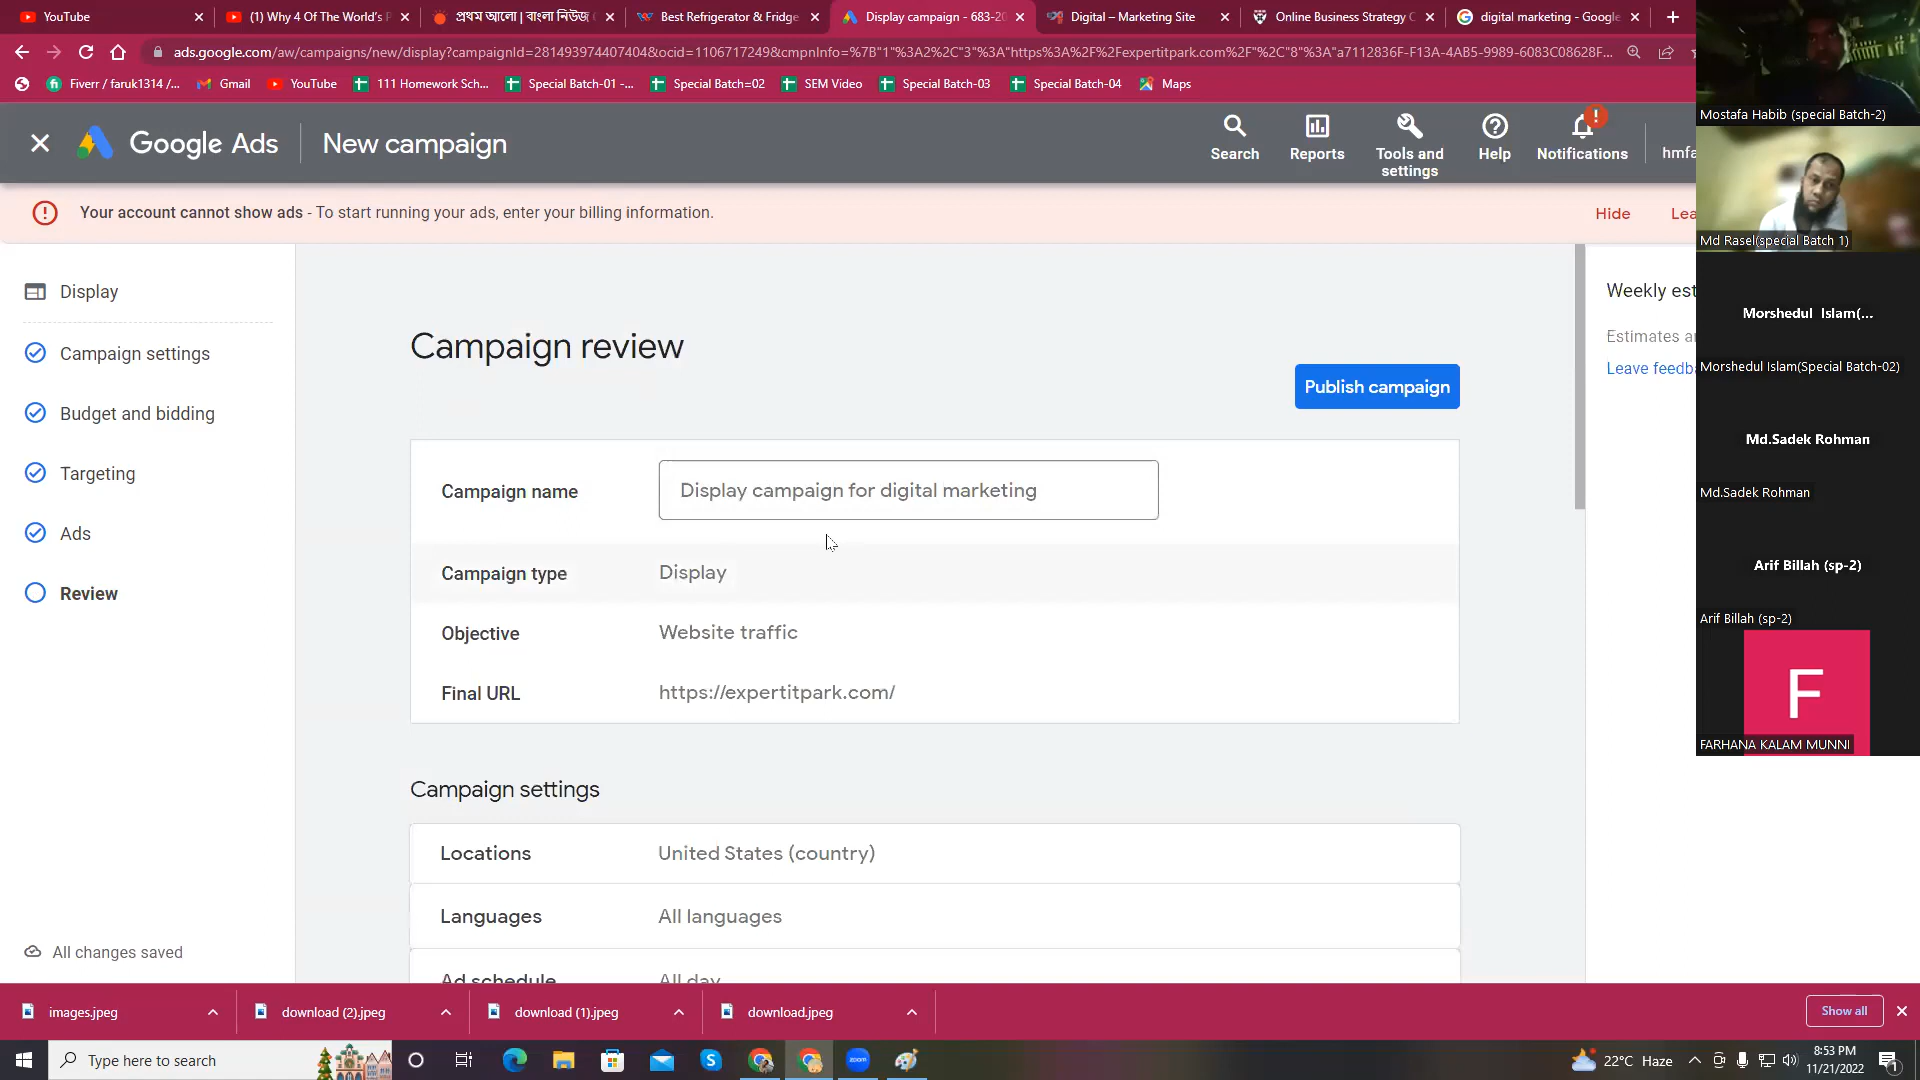 YouTube
(1) Why 4 Of The World's P
প্রথম আলো | বাংলা নিউজ
Best Refrigerator & Fridge
Display campaign - 683-20
Digital – Marketing Site
Online Business Strategy C
digital marketing - Google
ads.google.com/aw/campaigns/new/display?campaignId=281493974407404&ocid=1106717249&cmpnInfo=%7B"1"%3A2%2C"3"%3A"https%3A%2F%2Fexpertitpark.com%2F"%2C"8"%3A"a7112836F-F13A-4AB5-9989-6083C08628F...
Fiverr / faruk1314 /...
Gmail
YouTube
111 Homework Sch...
Special Batch-01 -...
Special Batch=02
SEM Video
Special Batch-03
Special Batch-04
Maps
Google Ads
New campaign
Search
Reports
Tools and settings
Help
Notifications
hmfa
Your account cannot show ads - To start running your ads, enter your billing information.
Hide
Lea
Display
Campaign settings
Budget and bidding
Targeting
Ads
Review
All changes saved
Campaign review
Publish campaign
Campaign name
Display campaign for digital marketing
Campaign type
Display
Objective
Website traffic
Final URL
https://expertitpark.com/
Campaign settings
Locations
United States (country)
Languages
All languages
Ad schedule
All day
Weekly est
Estimates a
Leave feedb
Mostafa Habib (special Batch-2)
Md Rasel(special Batch 1)
Morshedul Islam(...
Morshedul Islam(Special Batch-02)
Md.Sadek Rohman
Md.Sadek Rohman
Arif Billah (sp-2)
Arif Billah (sp-2)
F
FARHANA KALAM MUNNI
images.jpeg
download (2).jpeg
download (1).jpeg
download.jpeg
Show all
Type here to search
zoom
22°C Haze
8:53 PM
11/21/2022
1